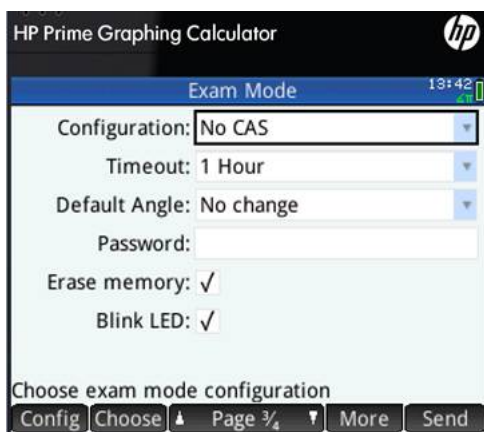 HP Prime Graphing Calculator
hp
Exam Mode
13:42
∡π
Configuration: No CAS
Timeout: 1 Hour
Default Angle: No change
Password:
Erase memory: √
Blink LED: √
Choose exam mode configuration
Config Choose Page ¾ More Send